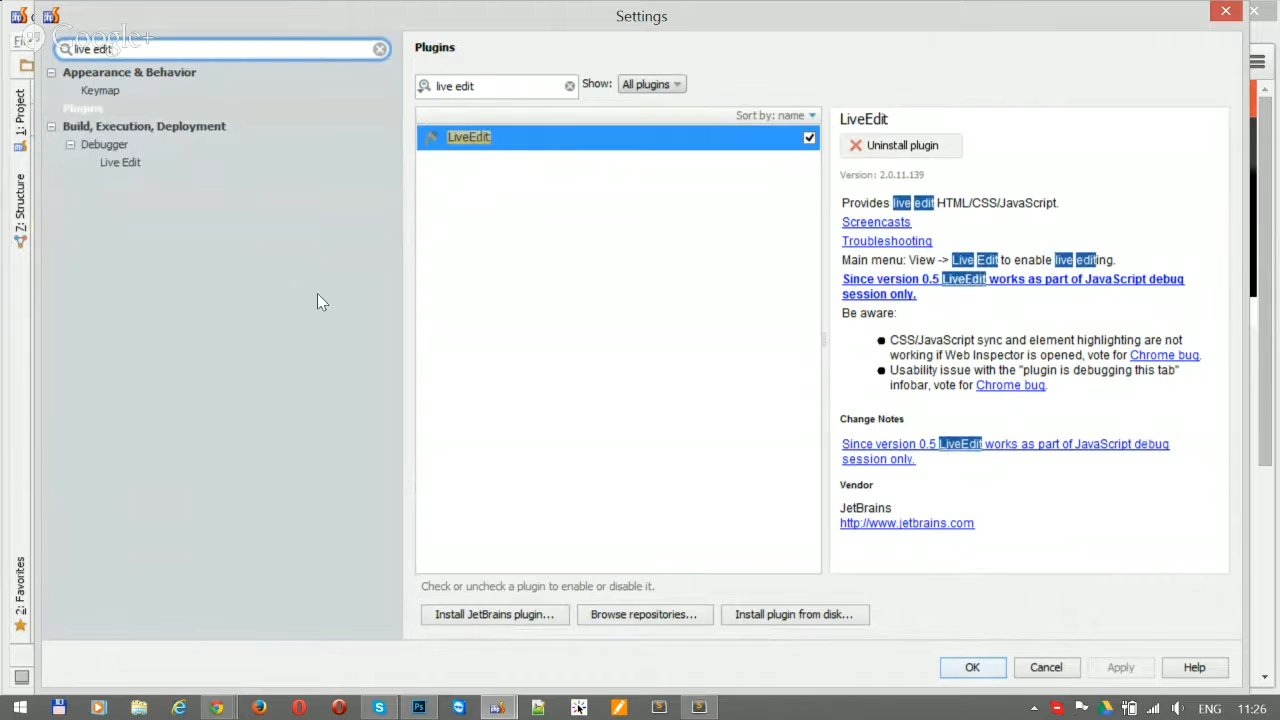 Settings
Google+
live edit
Appearance & Behavior
Keymap
Plugins
Build, Execution, Deployment
Debugger
Live Edit
1: Project
Z: Structure
2: Favorites
Plugins
live edit
Show:
All plugins
Sort by: name
LiveEdit
LiveEdit
Uninstall plugin
Version: 2.0.11.139
Provides live edit HTML/CSS/JavaScript.
Screencasts
Troubleshooting
Main menu: View -> Live Edit to enable live editing.
Since version 0.5 LiveEdit works as part of JavaScript debug
session only.
Be aware:
CSS/JavaScript sync and element highlighting are not
working if Web Inspector is opened, vote for Chrome bug.
Usability issue with the "plugin is debugging this tab"
infobar, vote for Chrome bug.
Change Notes
Since version 0.5 LiveEdit works as part of JavaScript debug
session only.
Vendor
JetBrains
http://www.jetbrains.com
Check or uncheck a plugin to enable or disable it.
Install JetBrains plugin...
Browse repositories...
Install plugin from disk...
OK
Cancel
Apply
Help
ENG
11:26